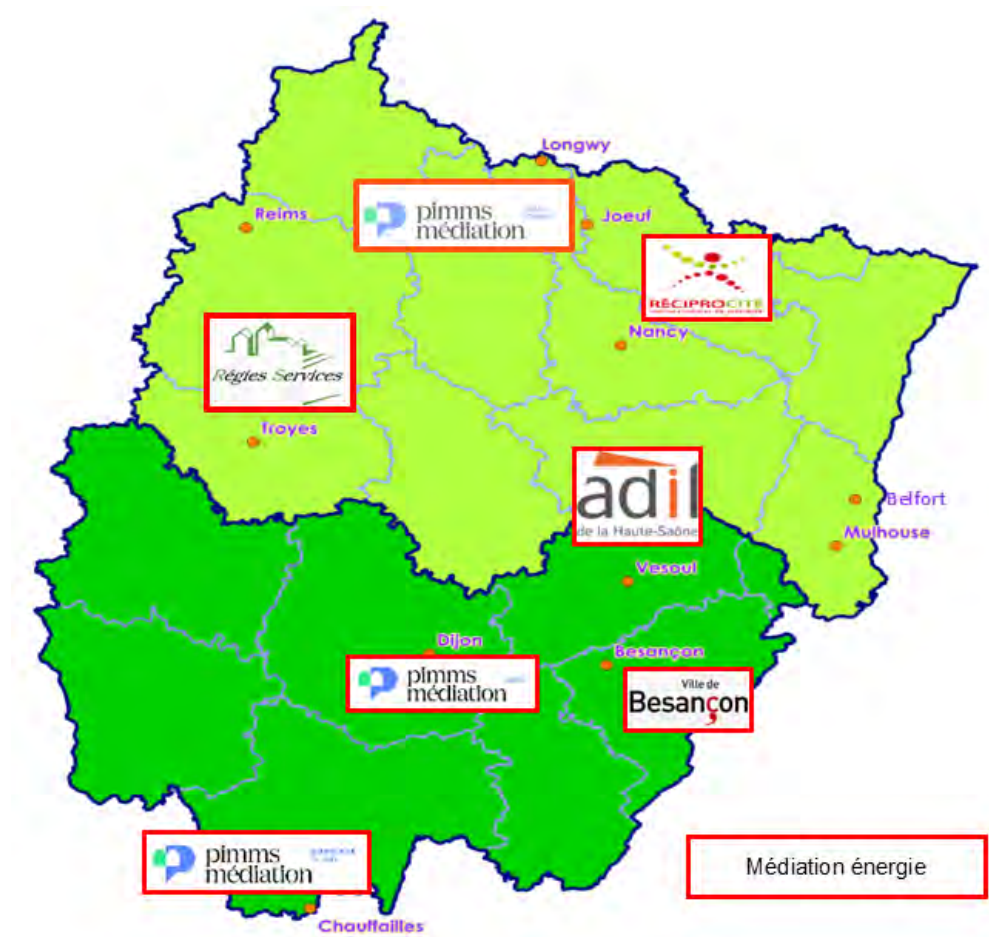 Longwy
Reims
pimms
médiation
Joeuf
RÉCIPROCITÉ
Nancy
Régies Services
Troyes
adil
de la Haute-Saône
Belfort
Mulhouse
Vesoul
Dijon
Besançon
pimms
médiation
Ville de
Besançon
pimms
médiation
Médiation énergie
Chauffailles